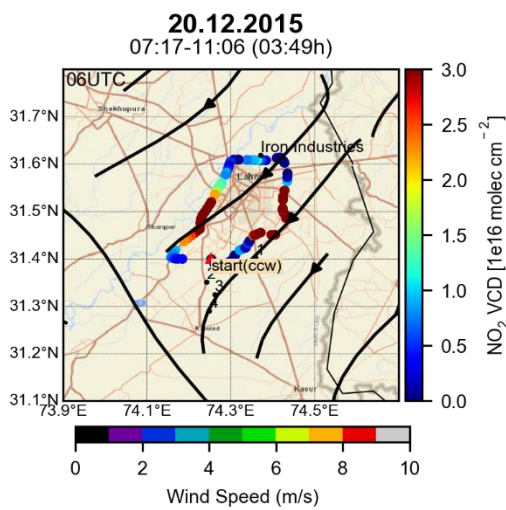 20.12.2015
07:17-11:06 (03:49h)
06UTC
Shekhupura
Iron Industries
Sharqpur
start(ccw)
1
2
3
4
Kasur
31.7°N
31.6°N
31.5°N
31.4°N
31.3°N
31.2°N
31.1°N
73.9°E 74.1°E 74.3°E 74.5°E
3.0
2.5
2.0
1.5
1.0
0.5
0.0
NO₂ VCD [1e16 molec cm⁻²]
0 2 4 6 8 10
Wind Speed (m/s)